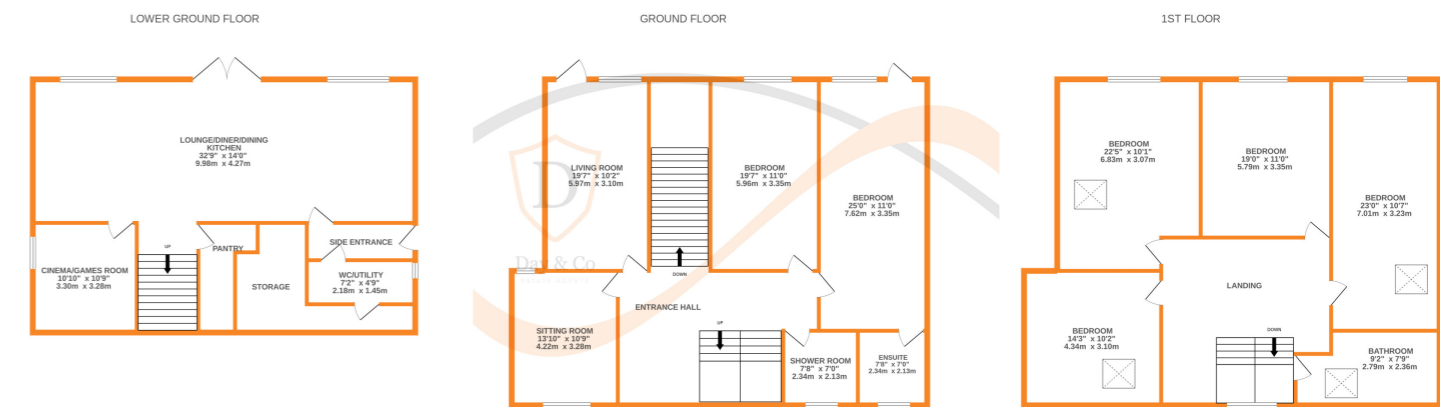 LOWER GROUND FLOOR
LOUNGE/DINER/DINING
KITCHEN
32'9" x 14'0"
9.98m x 4.27m
CINEMA/GAMES ROOM
10'10" x 10'9"
3.30m x 3.28m
UP
PANTRY
STORAGE
SIDE ENTRANCE
WC/UTILITY
7'2" x 4'9"
2.18m x 1.45m
GROUND FLOOR
LIVING ROOM
19'7" x 10'2"
5.97m x 3.10m
BEDROOM
19'7" x 11'0"
5.96m x 3.35m
BEDROOM
25'0" x 11'0"
7.62m x 3.35m
D
Day & Co
DOWN
ENTRANCE HALL
SITTING ROOM
13'10" x 10'9"
4.22m x 3.28m
UP
SHOWER ROOM
7'8" x 7'0"
2.34m x 2.13m
ENSUITE
7'8" x 7'0"
2.34m x 2.13m
1ST FLOOR
BEDROOM
22'5" x 10'1"
6.83m x 3.07m
BEDROOM
19'0" x 11'0"
5.79m x 3.35m
BEDROOM
23'0" x 10'7"
7.01m x 3.23m
LANDING
BEDROOM
14'3" x 10'2"
4.34m x 3.10m
DOWN
BATHROOM
9'2" x 7'9"
2.79m x 2.36m